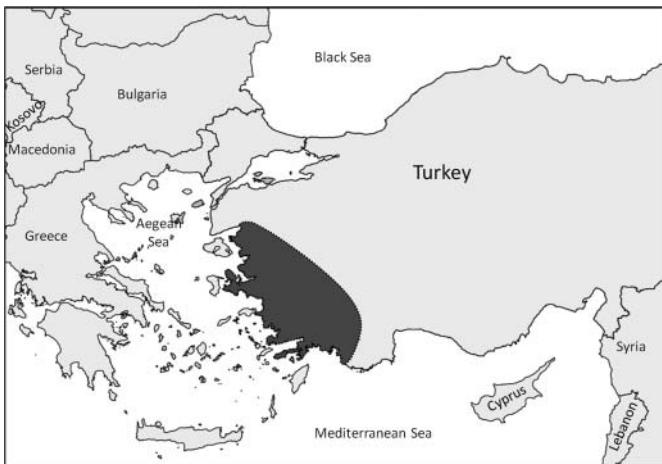 Black Sea
Serbia
Bulgaria
Kosovo
Macedonia
Turkey
Greece
Aegean
Sea
Syria
Cyprus
Lebanon
Mediterranean Sea